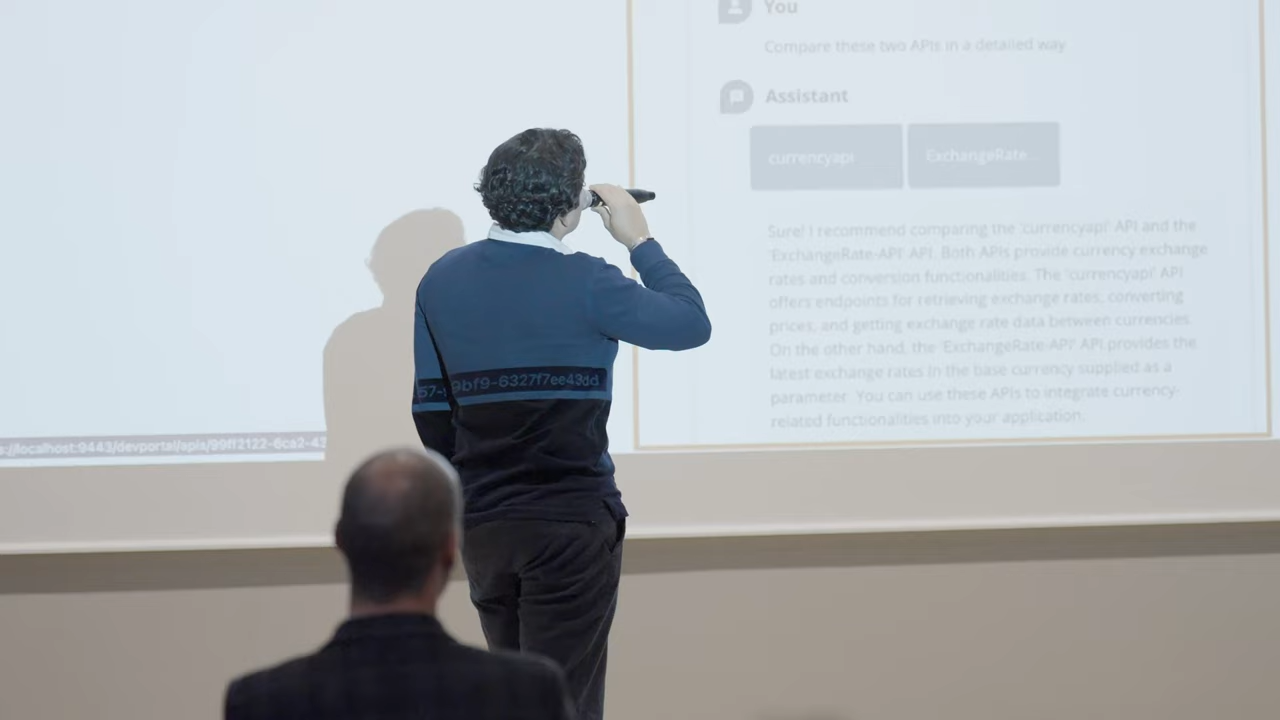 You
Compare these two APIs in a detailed way
Assistant
currencyapi
ExchangeRate...
Sure! I recommend comparing the 'currencyapi' API and the
'ExchangeRate-API' API. Both APIs provide currency exchange
rates and conversion functionalities. The 'currencyapi' API
offers endpoints for retrieving exchange rates, converting
prices, and getting exchange rate data between currencies.
On the other hand, the 'ExchangeRate-API' API provides the
latest exchange rates in the base currency supplied as a
parameter. You can use these APIs to integrate currency-
related functionalities into your application.
s://localhost:9443/devportal/apis/99ff2122-6ca2-43
57- 9bf9-6327f7ee43dd